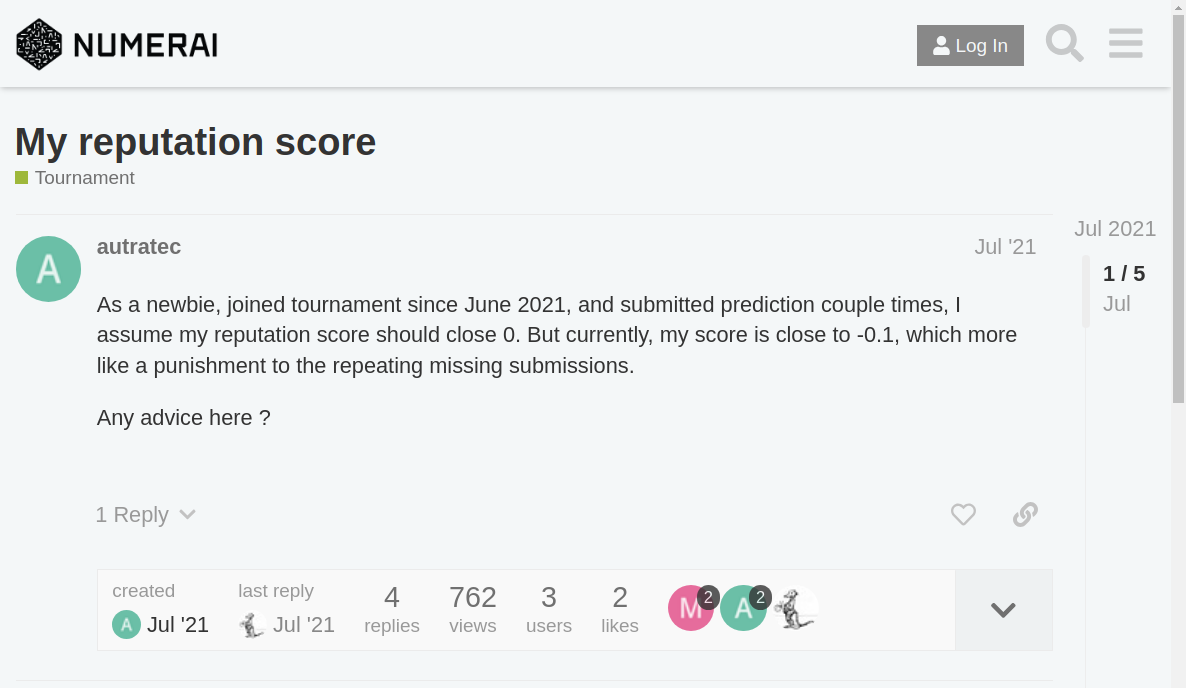 NUMERAI
Log In
My reputation score
Tournament
Jul 2021
autratec
Jul '21
A
1 / 5
Jul
As a newbie, joined tournament since June 2021, and submitted prediction couple times, I
assume my reputation score should close 0. But currently, my score is close to -0.1, which more
like a punishment to the repeating missing submissions.
Any advice here ?
1 Reply
created
last reply
4
762
3
2
M
2
A
2
A
Jul '21
Jul '21
replies
views
users
likes